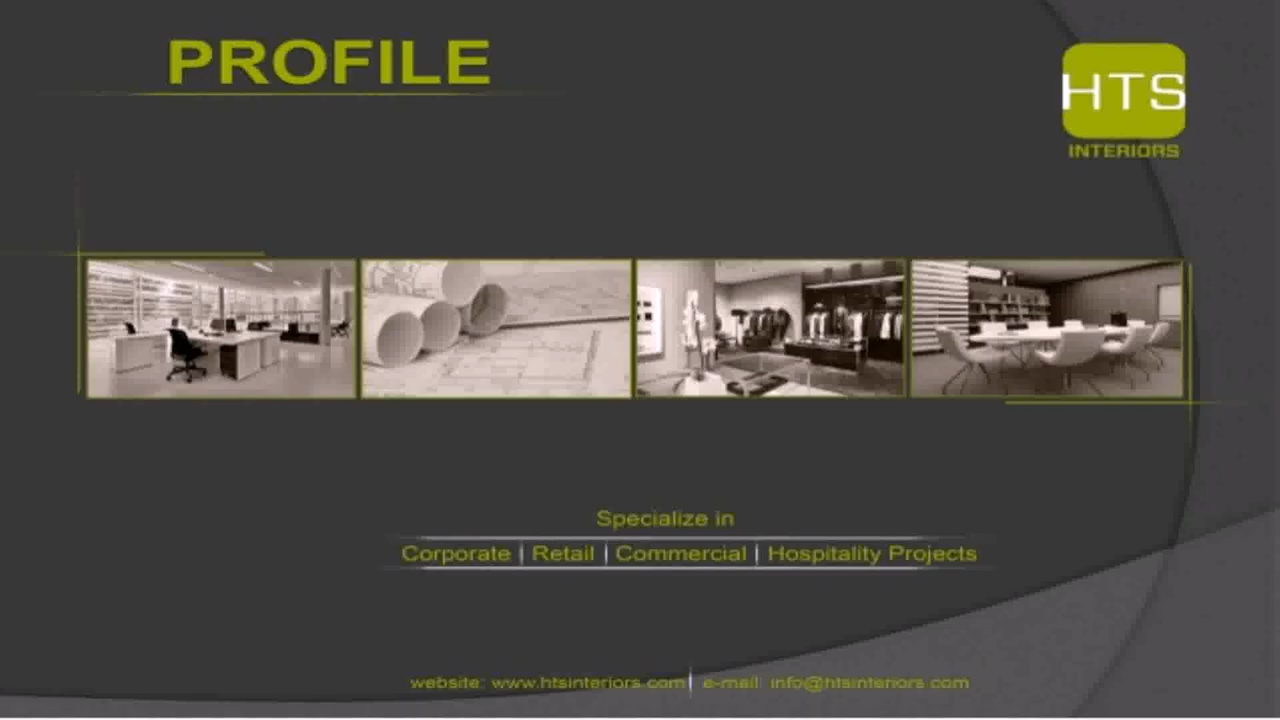 PROFILE
HTS
INTERIORS
Specialize in
Corporate | Retail | Commercial | Hospitality Projects
website: www.htsinteriors.com | e-mail: info@htsinteriors.com